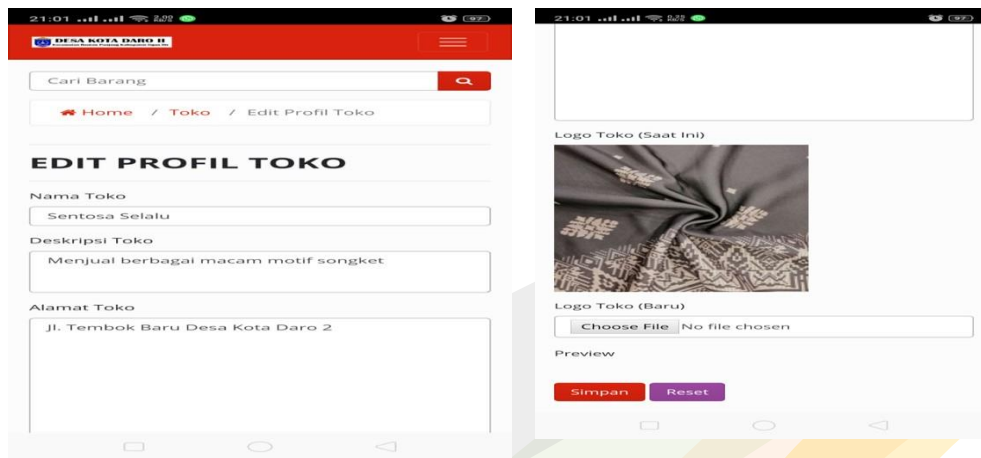 21:01
97
DESA KOTA DARO II
Cari Barang
Home / Toko / Edit Profil Toko
EDIT PROFIL TOKO
Nama Toko
Sentosa Selalu
Deskripsi Toko
Menjual berbagai macam motif songket
Alamat Toko
Jl. Tembok Baru Desa Kota Daro 2
21:01
97
Logo Toko (Saat Ini)
Logo Toko (Baru)
Choose File No file chosen
Preview
Simpan Reset